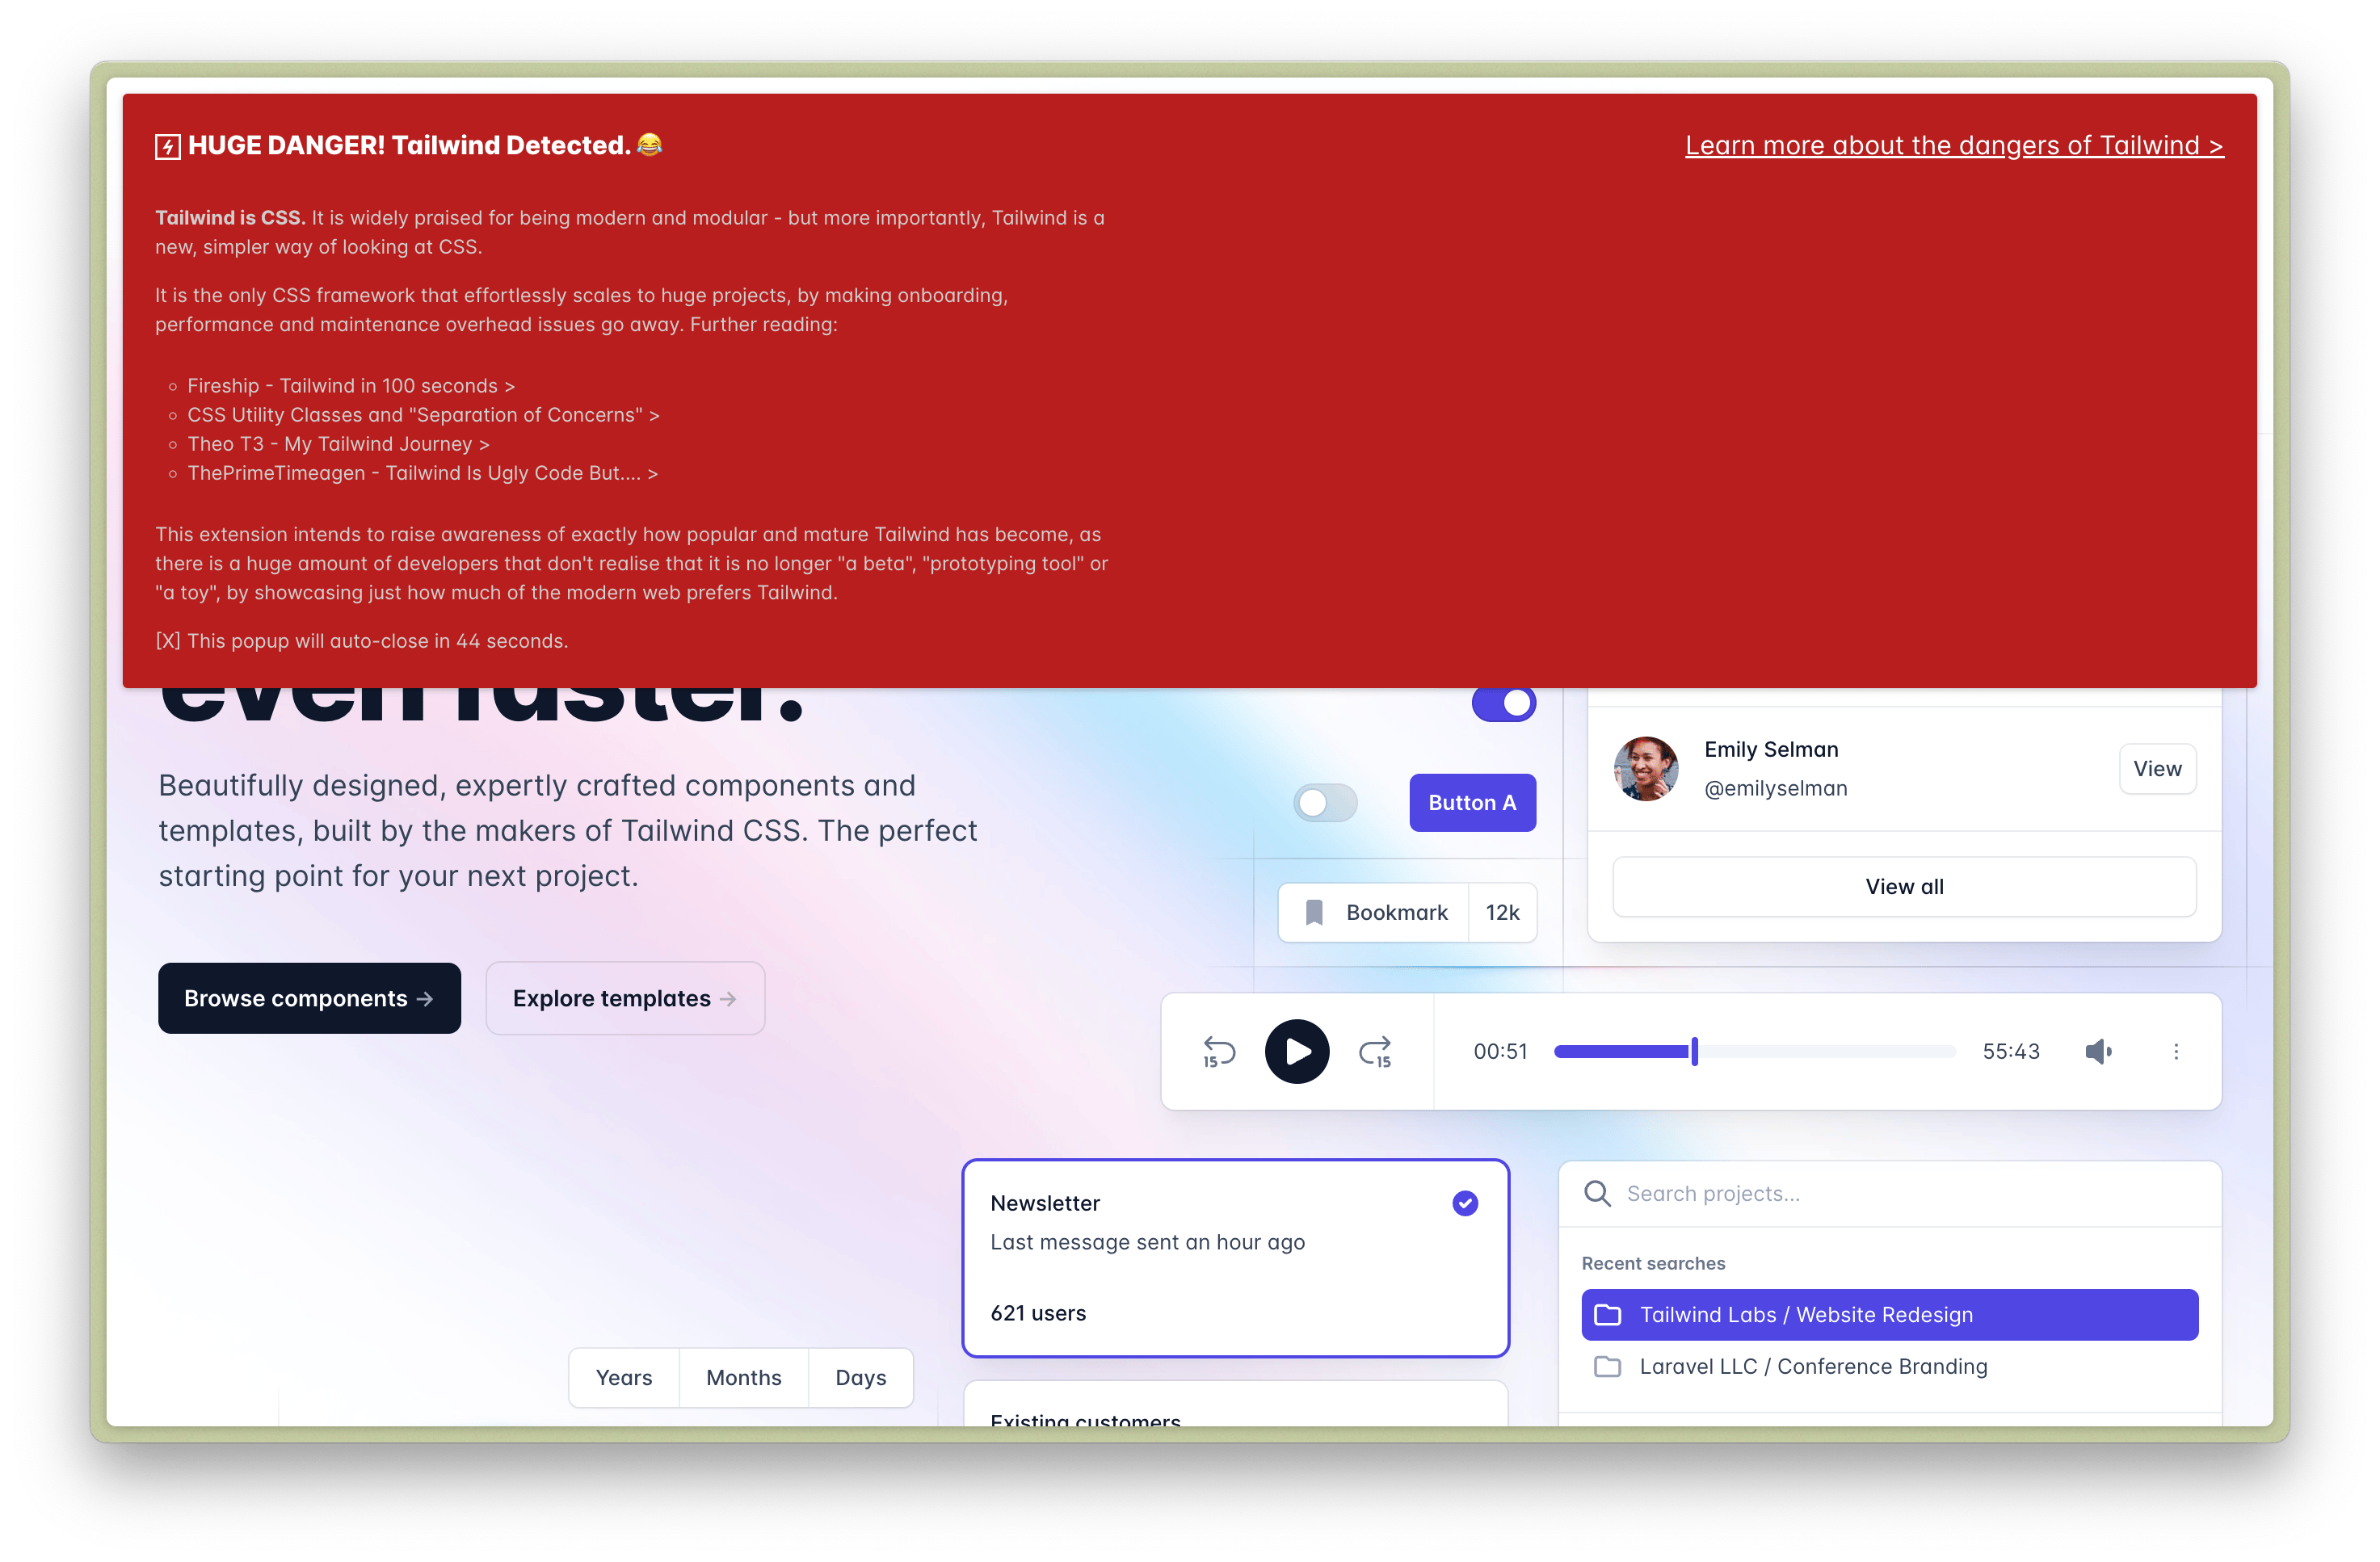 HUGE DANGER! Tailwind Detected. 😂
Learn more about the dangers of Tailwind >
Tailwind is CSS. It is widely praised for being modern and modular - but more importantly, Tailwind is a
new, simpler way of looking at CSS.
It is the only CSS framework that effortlessly scales to huge projects, by making onboarding,
performance and maintenance overhead issues go away. Further reading:
Fireship - Tailwind in 100 seconds >
CSS Utility Classes and "Separation of Concerns" >
Theo T3 - My Tailwind Journey >
ThePrimeTimeagen - Tailwind Is Ugly Code But.... >
This extension intends to raise awareness of exactly how popular and mature Tailwind has become, as
there is a huge amount of developers that don't realise that it is no longer "a beta", "prototyping tool" or
"a toy", by showcasing just how much of the modern web prefers Tailwind.
[X] This popup will auto-close in 44 seconds.
even faster.
Beautifully designed, expertly crafted components and
templates, built by the makers of Tailwind CSS. The perfect
starting point for your next project.
Browse components →
Explore templates →
Emily Selman
@emilyselman
View
Button A
View all
Bookmark
12k
15
15
00:51
55:43
Newsletter
Last message sent an hour ago
621 users
Search projects...
Recent searches
Tailwind Labs / Website Redesign
Laravel LLC / Conference Branding
Years
Months
Days
Existing customers